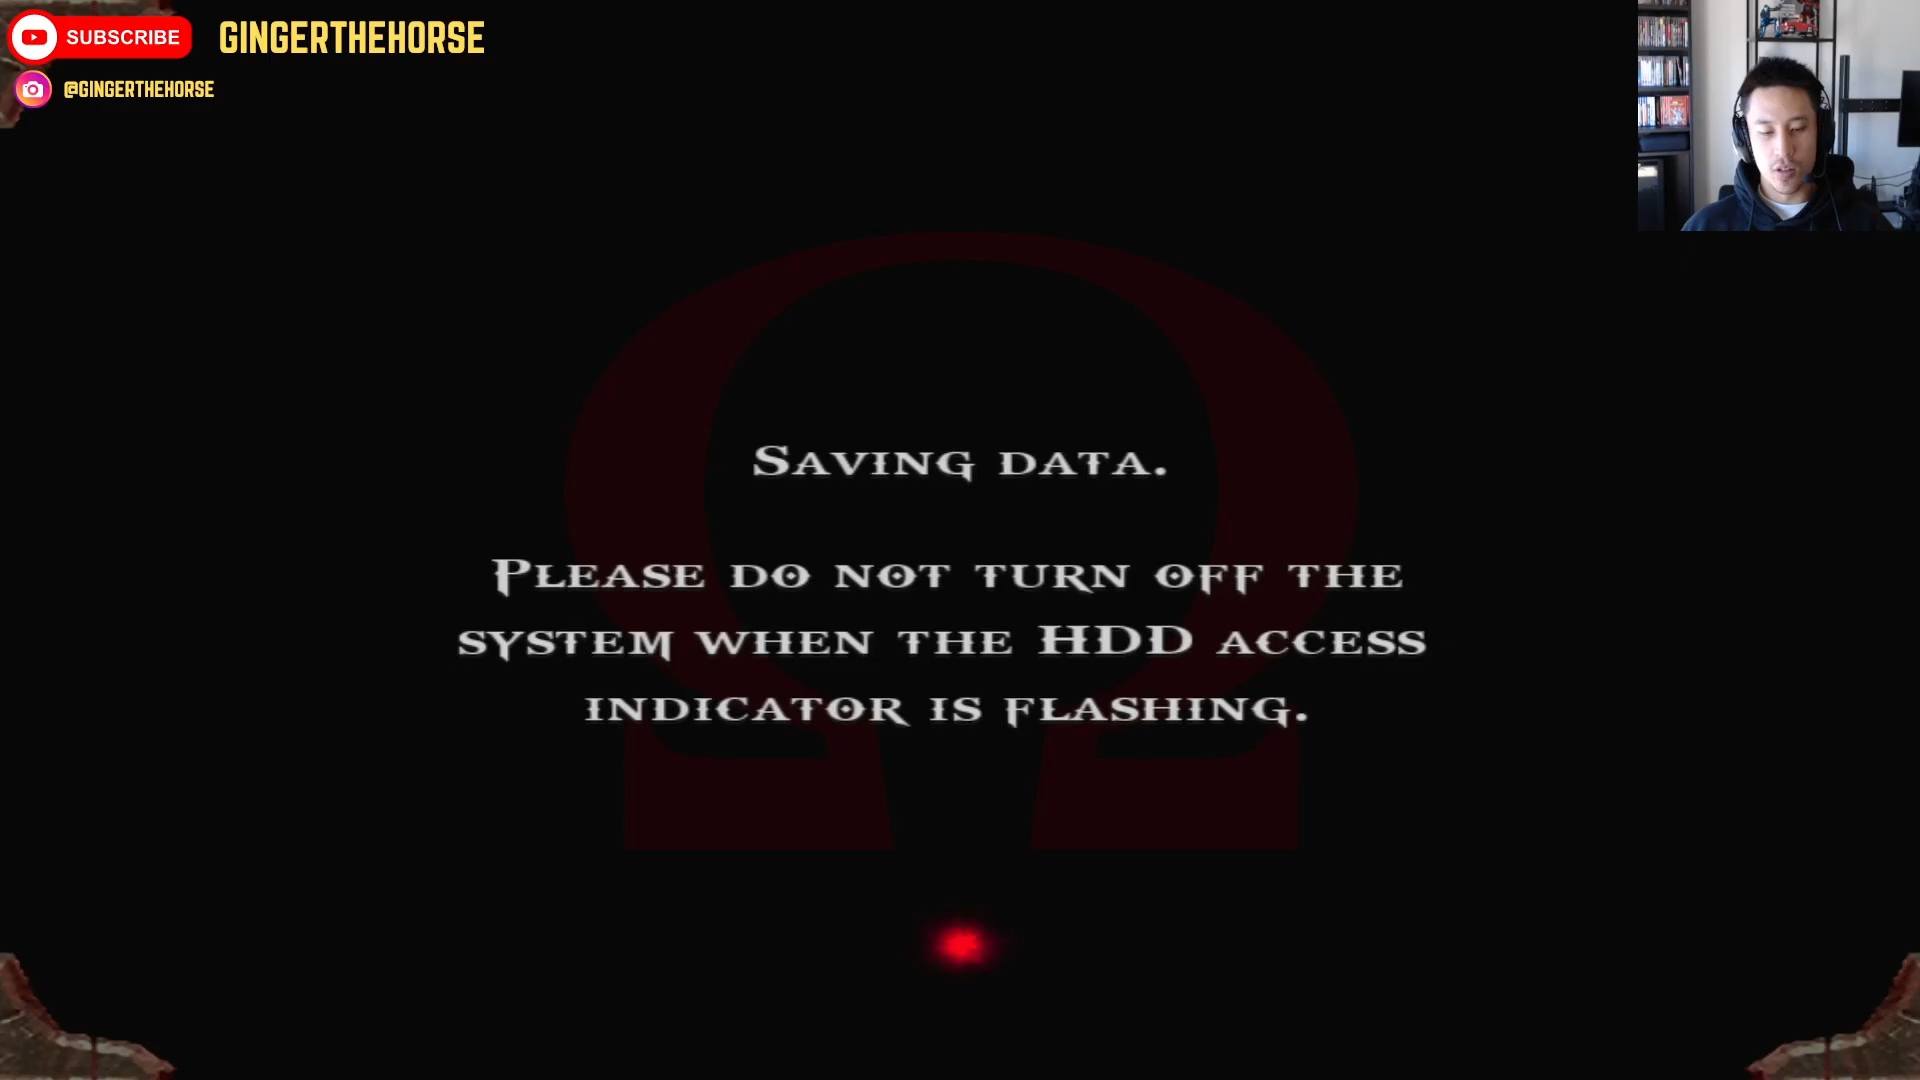 SUBSCRIBE
GINGERTHEHORSE
@GINGERTHEHORSE
Saving data.
Please do not turn off the
system when the HDD access
indicator is flashing.